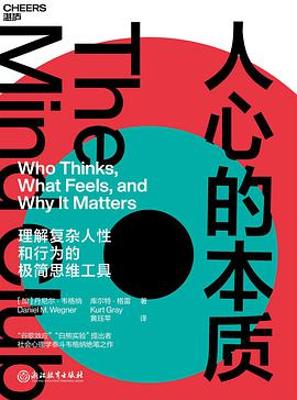 CHEERS
湛庐
人心的本质
The
Mind Club
Who Thinks,
What Feels, and
Why It Matters
理解复杂人性
和行为的
极简思维工具
[加]丹尼尔·韦格纳 库尔特·格雷 著
Daniel M. Wegner Kurt Gray
黄珏苹 译
“谷歌效应”“白熊实验”提出者
社会心理学泰斗韦格纳绝笔之作
浙江教育出版社